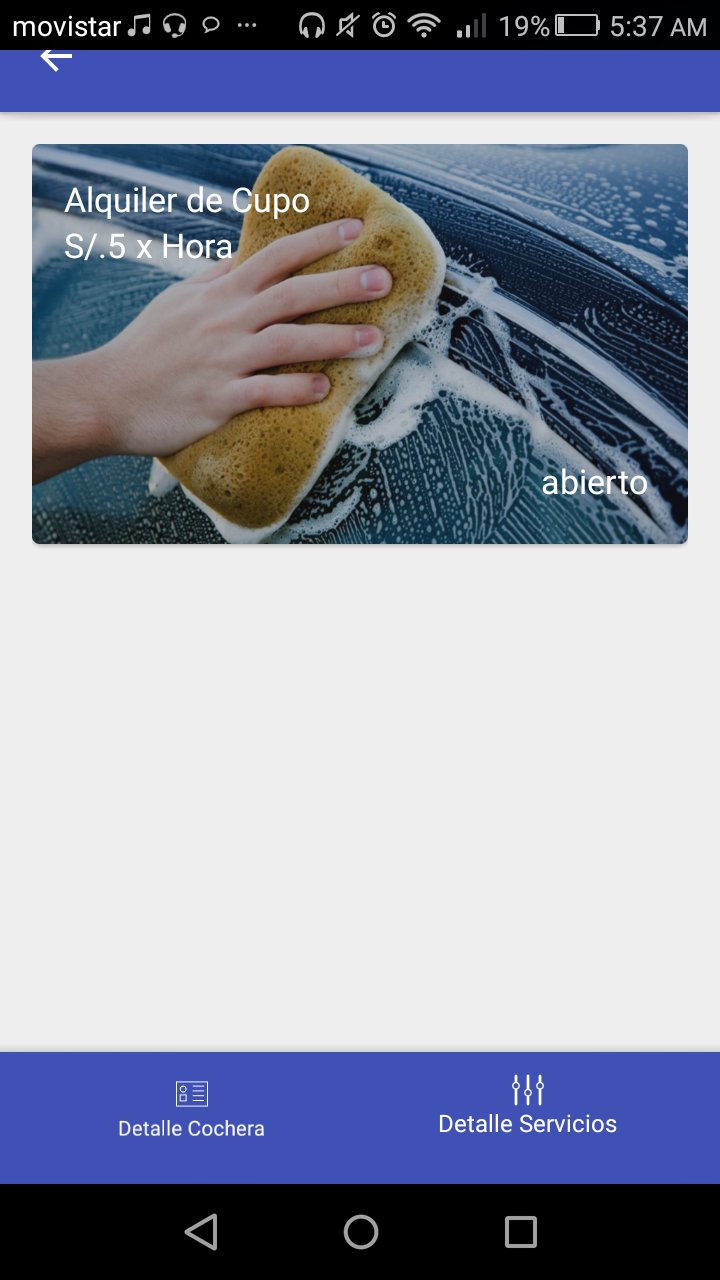 movistar 19% 5:37 AM
Alquiler de Cupo
S/.5 x Hora
abierto
Detalle Cochera
Detalle Servicios